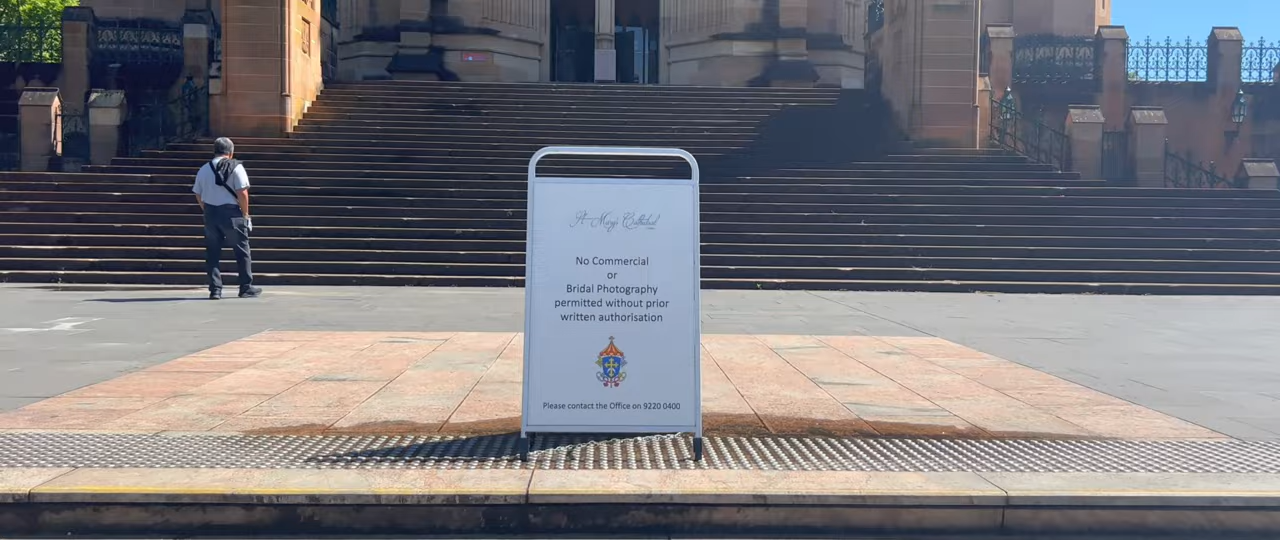 St Mary's Cathedral
No Commercial
or
Bridal Photography
permitted without prior
written authorisation
Please contact the Office on 9220 0400